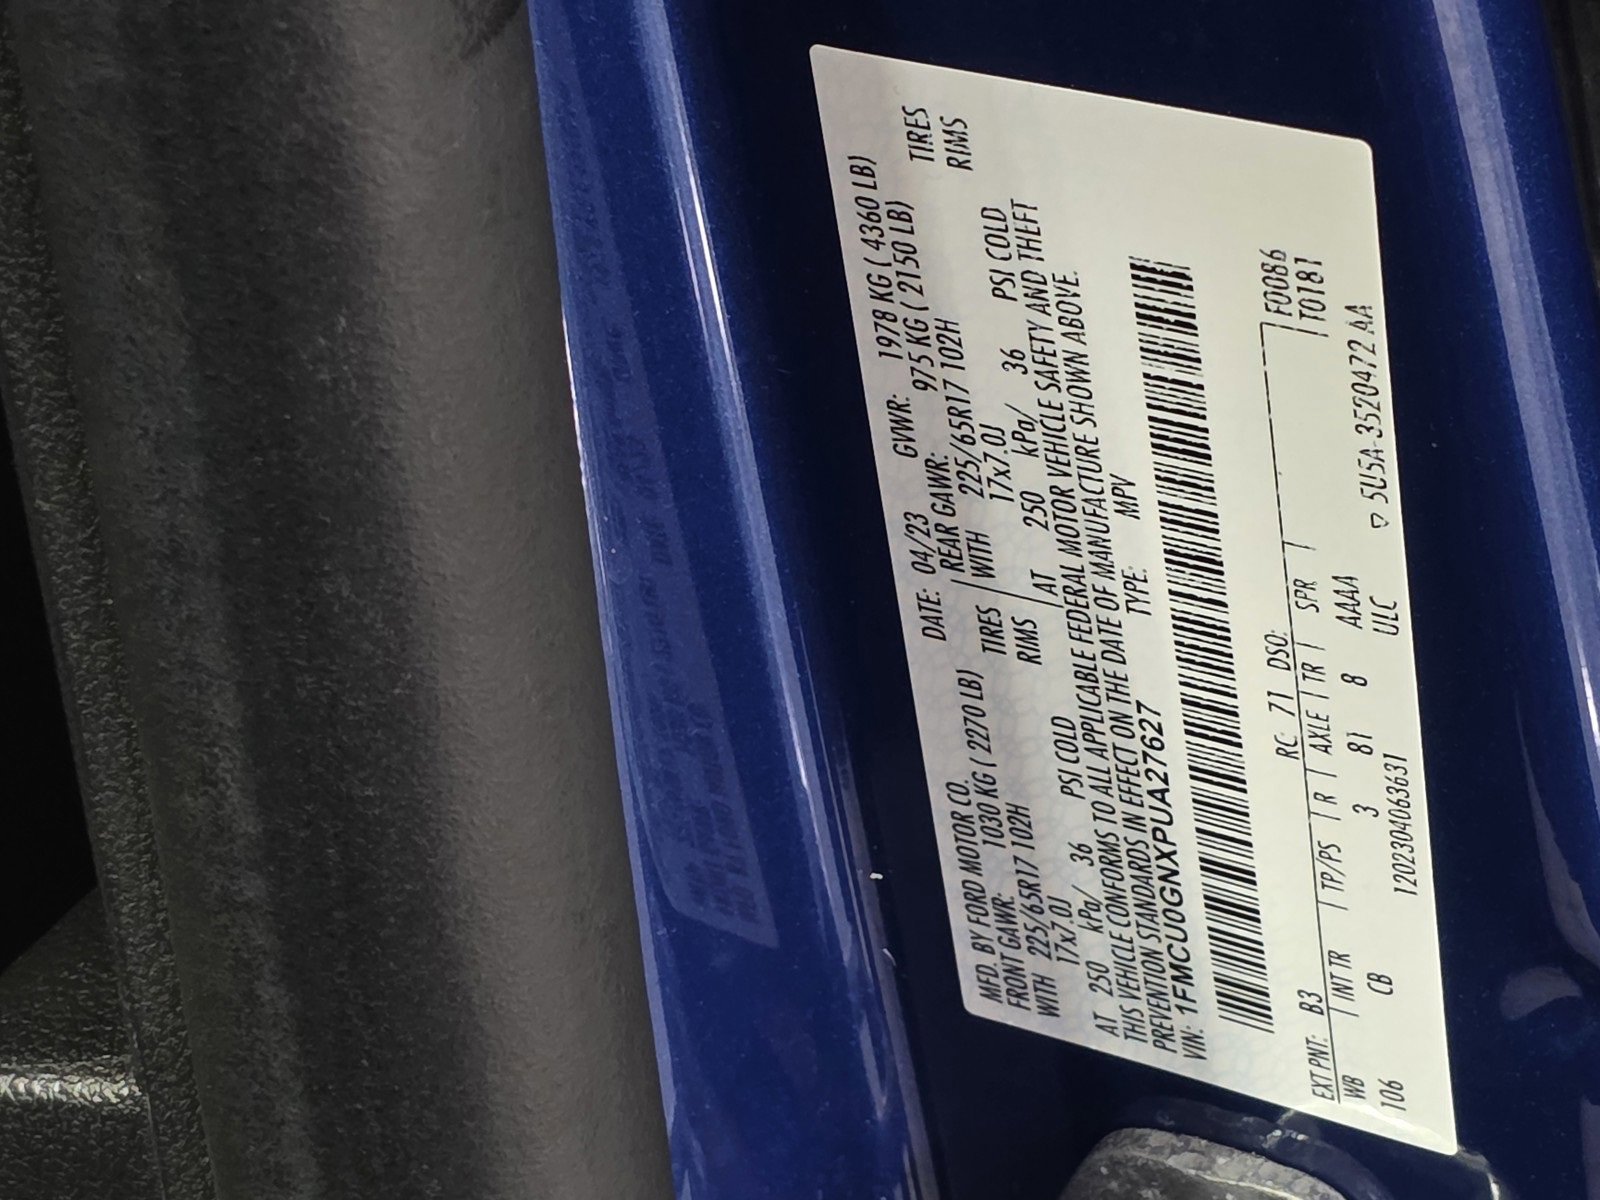 MFD. BY FORD MOTOR CO. DATE: 04/23 GVWR: 1978 KG ( 4360 LB)
FRONT GAWR: 1030 KG ( 2270 LB) REAR GAWR: 975 KG ( 2150 LB)
WITH 225/65R17 102H TIRES WITH 225/65R17 102H TIRES
17x7.0J RIMS 17x7.0J RIMS
AT 250 kPa/ 36 PSI COLD AT 250 kPa/ 36 PSI COLD
THIS VEHICLE CONFORMS TO ALL APPLICABLE FEDERAL MOTOR VEHICLE SAFETY AND THEFT
PREVENTION STANDARDS IN EFFECT ON THE DATE OF MANUFACTURE SHOWN ABOVE.
VIN: 1FMCU0GNXPUA27627 TYPE: MPV
EXT PNT: B3 RC: 71 DSO: F0086
WB INT TR TP/PS R AXLE TR SPR T0181
106 CB 3 81 8 AAAA
120230406363 1 ULC ▽ 5U5A-3520472 AA